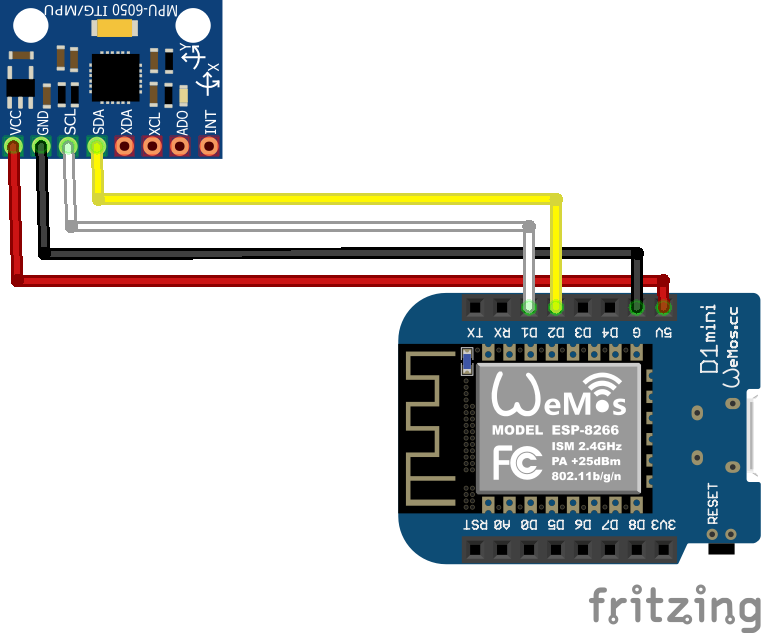 MPU-6050 ITG/MPU
Y
X
VCC
GND
SCL
SDA
XDA
XCL
ADO
INT
TX
RX
D1
D2
D3
D4
G
5V
D1mini
WeMos.cc
WeMos
MODEL ESP-8266
ISM 2.4GHz
PA +25dBm
802.11b/g/n
FC
RESET
RST
A0
D0
D5
D6
D7
D8
3V3
fritzing